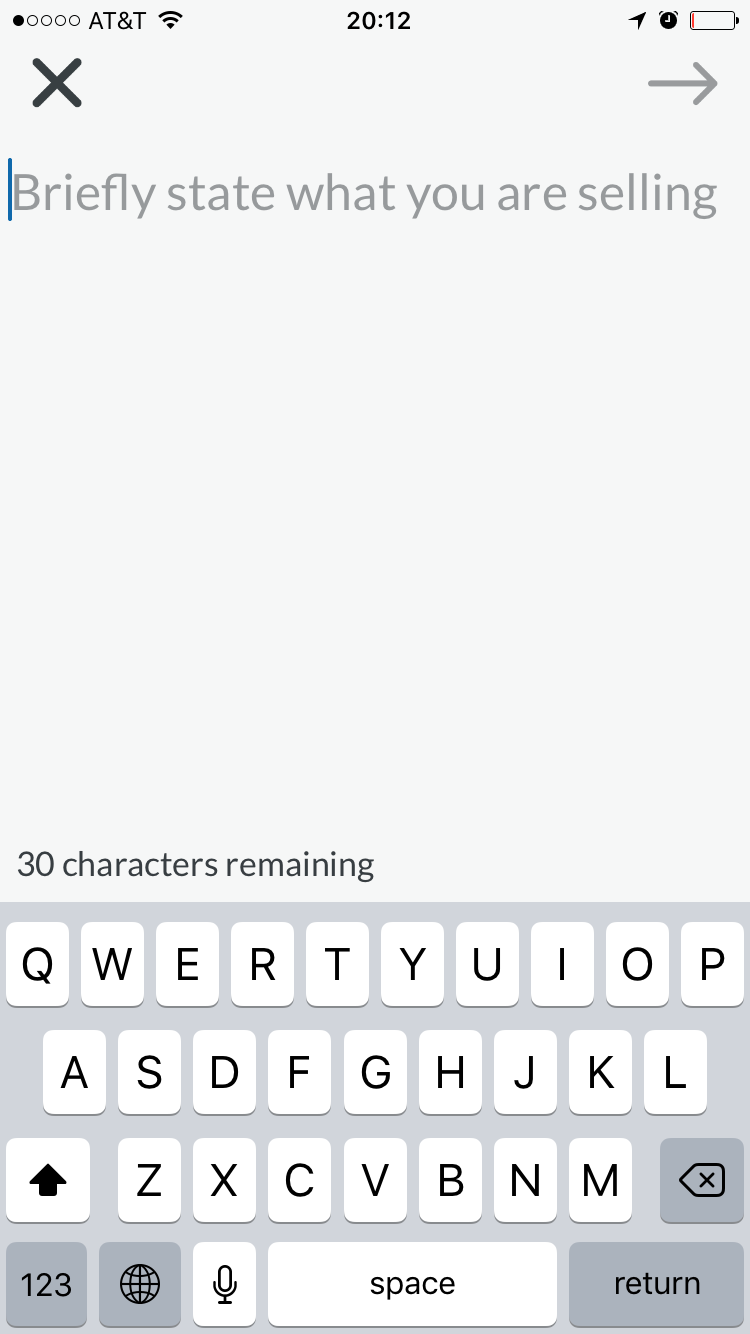 AT&T 20:12
Briefly state what you are selling
30 characters remaining
Q W E R T Y U I O P
A S D F G H J K L
Z X C V B N M
123 space return